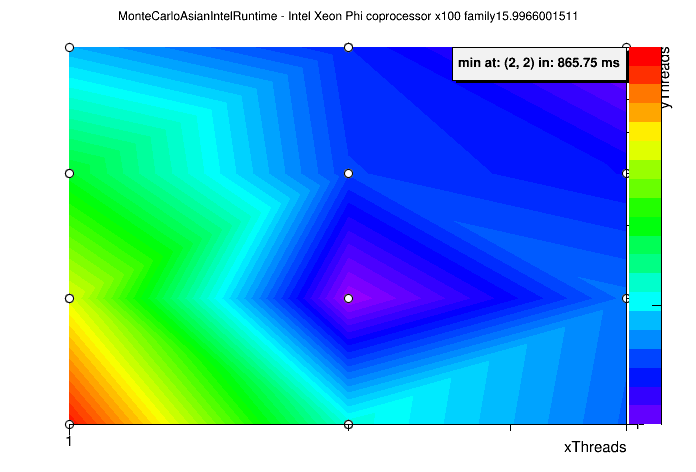 MonteCarloAsianIntelRuntime - Intel Xeon Phi coprocessor x100 family15.9966001511
min at: (2, 2) in: 865.75 ms
yThreads
1
xThreads